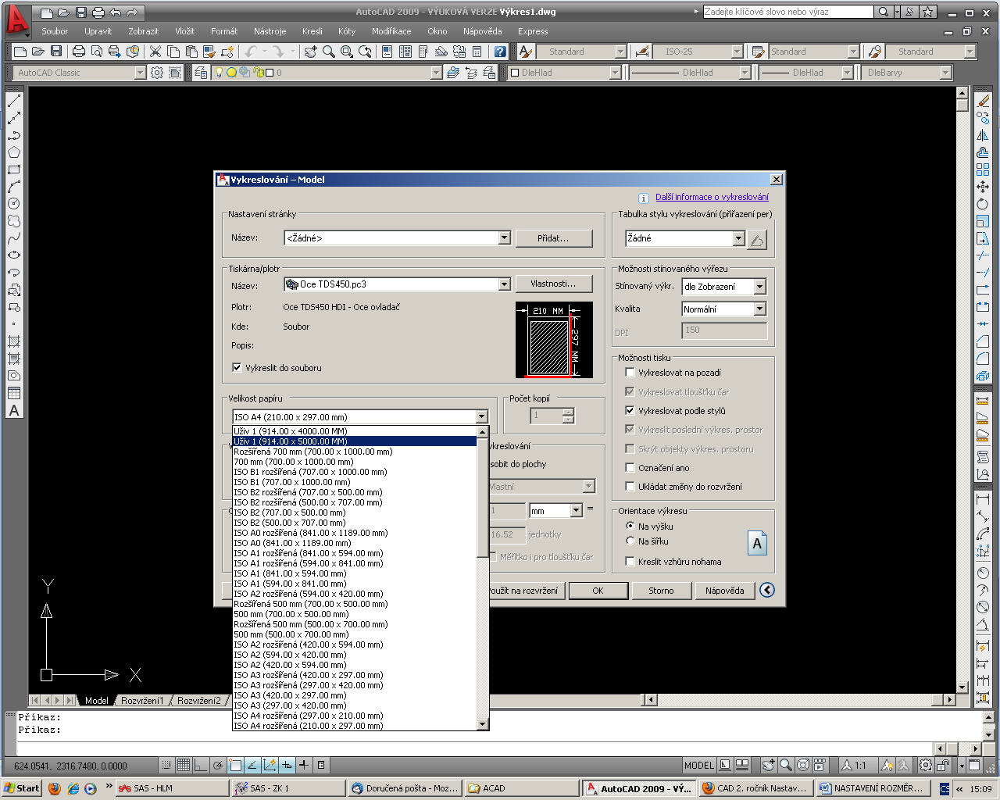 AutoCAD 2009 - VÝUKOVÁ VERZE Výkres1.dwg
Zadejte klíčové slovo nebo výraz
Soubor Upravit Zobrazit Vložit Formát Nástroje Kresli Kóty Modifikace Okno Nápověda Express
Standard ISO-25 Standard Standard
AutoCAD Classic 0 DleHlad DleHlad DleHlad DleBarvy
Vykreslování – Model
Další informace o vykreslování
Nastavení stránky
Název: <Žádné> Přidat...
Tabulka stylu vykreslování (přiřazení per)
Žádné
Tiskárna/plotr
Název: Oce TDS450.pc3 Vlastnosti...
Plotr: Oce TDS450 HDI - Oce ovladač
Kde: Soubor
Popis:
Vykreslit do souboru
210 MM
297 MM
Možnosti stínovaného výřezu
Stínovaný výkr. dle Zobrazení
Kvalita Normální
DPI 150
Velikost papíru
ISO A4 (210.00 x 297.00 mm)
Počet kopií
1
Uživ 1 (914.00 x 4000.00 MM)
Uživ 1 (914.00 x 5000.00 MM)
Rozšířená 700 mm (700.00 x 1000.00 mm)
700 mm (700.00 x 1000.00 mm)
ISO B1 rozšířená (707.00 x 1000.00 mm)
ISO B1 (707.00 x 1000.00 mm)
ISO B2 rozšířená (707.00 x 500.00 mm)
ISO B2 rozšířená (500.00 x 707.00 mm)
ISO B2 (707.00 x 500.00 mm)
ISO B2 (500.00 x 707.00 mm)
ISO A0 rozšířená (841.00 x 1189.00 mm)
ISO A0 (841.00 x 1189.00 mm)
ISO A1 rozšířená (841.00 x 594.00 mm)
ISO A1 rozšířená (594.00 x 841.00 mm)
ISO A1 (841.00 x 594.00 mm)
ISO A1 (594.00 x 841.00 mm)
ISO A2 rozšířená (594.00 x 420.00 mm)
Rozšířená 500 mm (700.00 x 500.00 mm)
500 mm (700.00 x 500.00 mm)
Rozšířená 500 mm (500.00 x 700.00 mm)
500 mm (500.00 x 700.00 mm)
ISO A2 rozšířená (420.00 x 594.00 mm)
ISO A2 (594.00 x 420.00 mm)
ISO A2 (420.00 x 594.00 mm)
ISO A3 rozšířená (420.00 x 297.00 mm)
ISO A3 rozšířená (297.00 x 420.00 mm)
ISO A3 (420.00 x 297.00 mm)
ISO A3 (297.00 x 420.00 mm)
ISO A4 rozšířená (297.00 x 210.00 mm)
ISO A4 rozšířená (210.00 x 297.00 mm)
ykreslování
sobit do plochy
lastní
1 mm =
16.52 jednotky
Měřítko i pro tloušťku čar
Možnosti tisku
Vykreslovat na pozadí
Vykreslovat tloušťku čar
Vykreslovat podle stylů
Vykreslit poslední výkres. prostor
Skrýt objekty výkres. prostoru
Označení ano
Ukládat změny do rozvržení
Orientace výkresu
Na výšku
Na šířku
Kreslit vzhůru nohama
A
oužít na rozvržení OK Storno Nápověda
Y
X
Model Rozvržení1 Rozvržení2
Příkaz:
Příkaz:
624.0541, 2316.7480, 0.0000 MODEL 1:1
Start SAS - HLM SAS - ZK 1 Doručená pošta - Moz... ACAD AutoCAD 2009 - VÝ... CAD 2. ročník Nastav... NASTAVENÍ ROZMĚR... CS 15:09